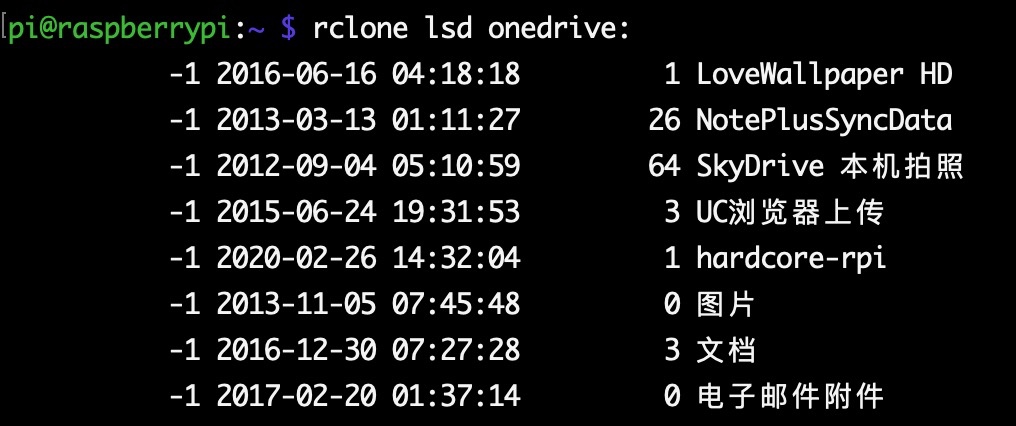 pi@raspberrypi:~ $ rclone lsd onedrive:
-1 2016-06-16 04:18:18 1 LoveWallpaper HD
-1 2013-03-13 01:11:27 26 NotePlusSyncData
-1 2012-09-04 05:10:59 64 SkyDrive 本机拍照
-1 2015-06-24 19:31:53 3 UC浏览器上传
-1 2020-02-26 14:32:04 1 hardcore-rpi
-1 2013-11-05 07:45:48 0 图片
-1 2016-12-30 07:27:28 3 文档
-1 2017-02-20 01:37:14 0 电子邮件附件